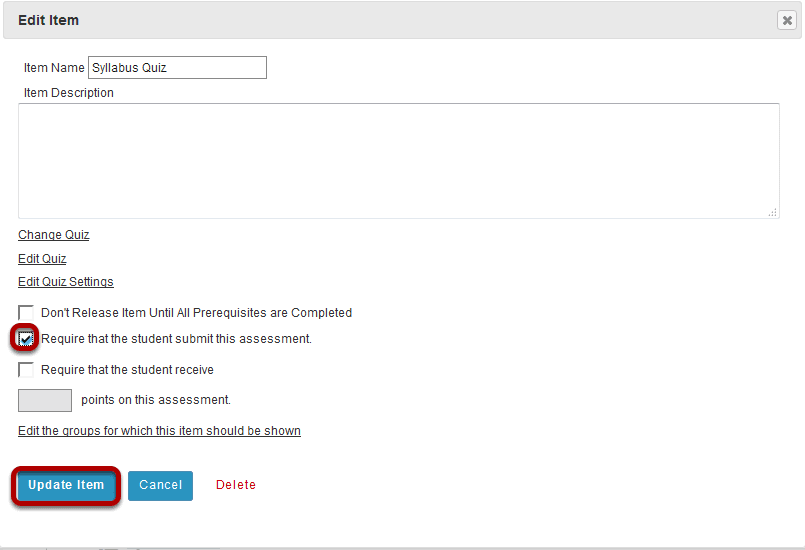 Edit Item
Item Name Syllabus Quiz
Item Description
Change Quiz
Edit Quiz
Edit Quiz Settings
Don't Release Item Until All Prerequisites are Completed
Require that the student submit this assessment.
Require that the student receive
points on this assessment.
Edit the groups for which this item should be shown
Update Item Cancel Delete